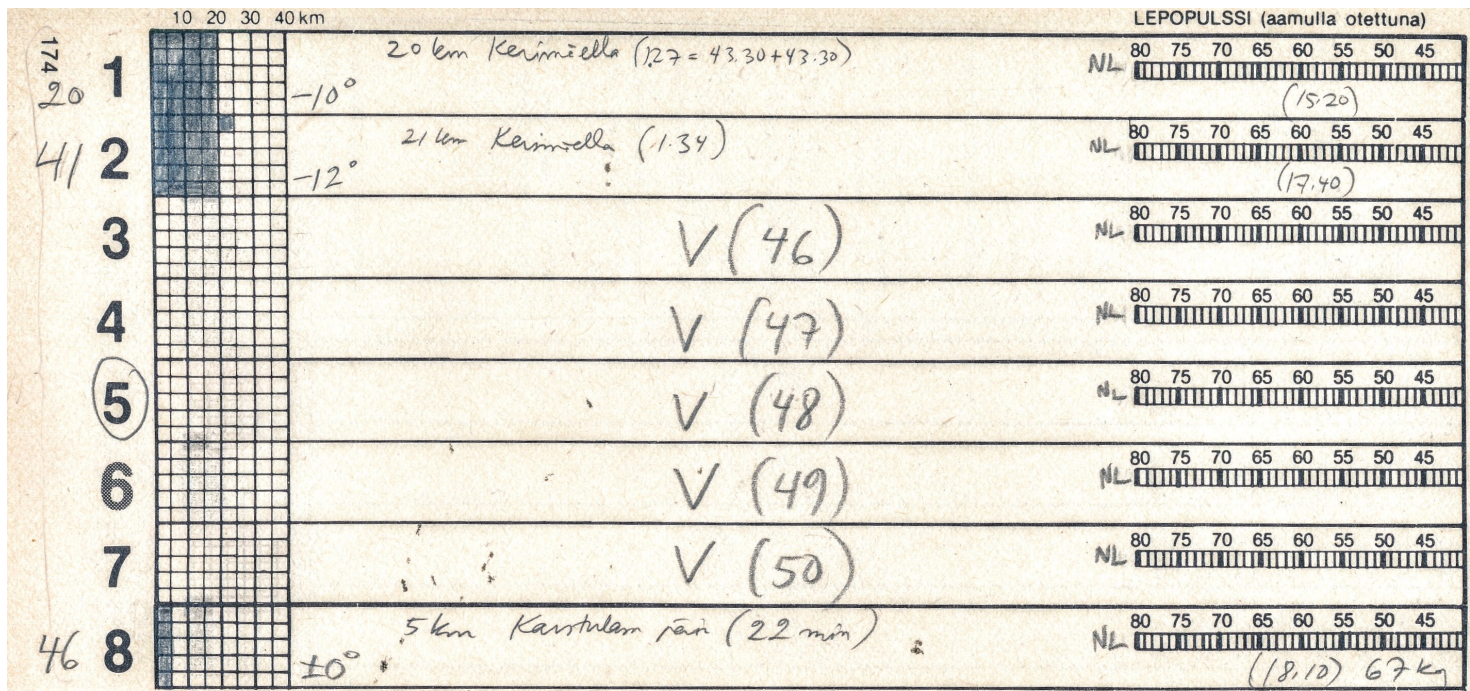 10 20 30 40 km LEPOPULSSI (aamulla otettuna)
174
1 20 km Kerimiellä (1.27 = 43.30+43.30) NL 80 75 70 65 60 55 50 45
20 -10° (15.20)
41 2 21 km Kerimiellä (1.34) NL 80 75 70 65 60 55 50 45
-12° (17.40)
3 V (46) NL 80 75 70 65 60 55 50 45
4 V (47) NL 80 75 70 65 60 55 50 45
5 V (48) NL 80 75 70 65 60 55 50 45
6 V (49) NL 80 75 70 65 60 55 50 45
7 V (50) NL 80 75 70 65 60 55 50 45
46 8 5 km (22 min) NL 80 75 70 65 60 55 50 45
±0° (18.10) 67 kg